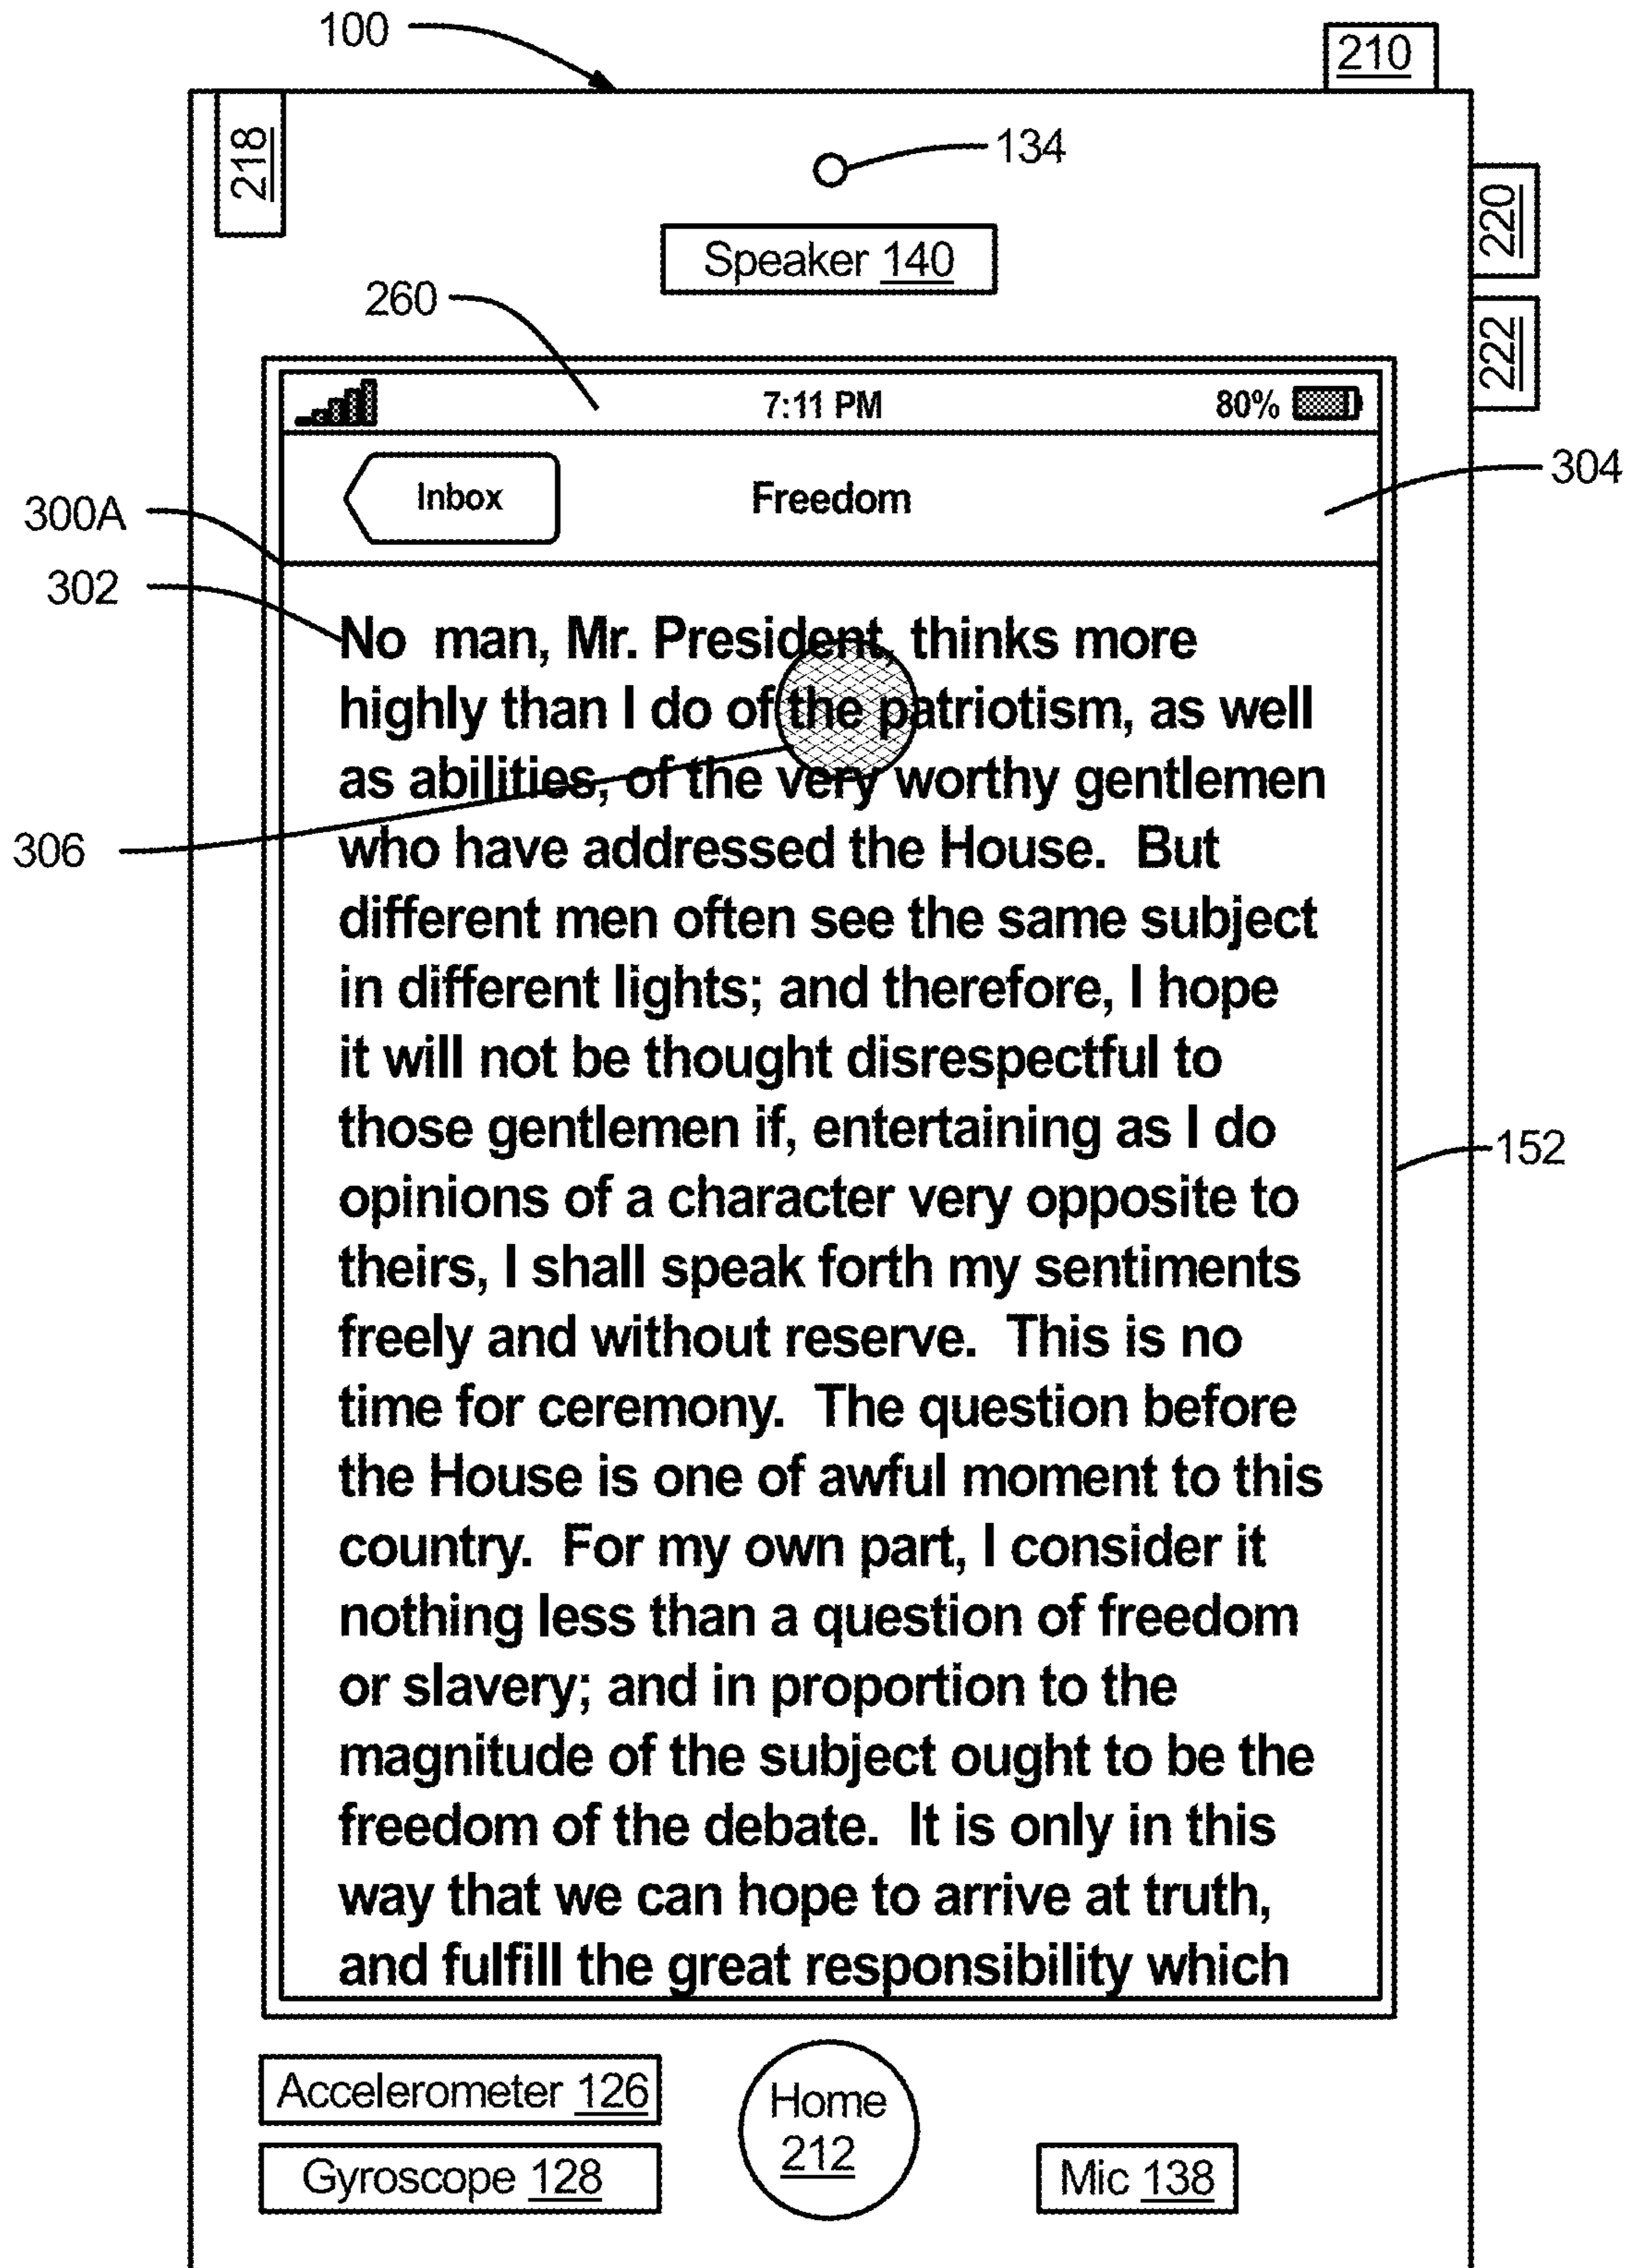 100
210
218
134
220
Speaker 140
260
222
7:11 PM 80%
304
Inbox Freedom
300A
302
No man, Mr. President, thinks more
highly than I do of the patriotism, as well
as abilities, of the very worthy gentlemen
306
who have addressed the House. But
different men often see the same subject
in different lights; and therefore, I hope
it will not be thought disrespectful to
those gentlemen if, entertaining as I do
152
opinions of a character very opposite to
theirs, I shall speak forth my sentiments
freely and without reserve. This is no
time for ceremony. The question before
the House is one of awful moment to this
country. For my own part, I consider it
nothing less than a question of freedom
or slavery; and in proportion to the
magnitude of the subject ought to be the
freedom of the debate. It is only in this
way that we can hope to arrive at truth,
and fulfill the great responsibility which
Accelerometer 126
Home
212
Gyroscope 128
Mic 138